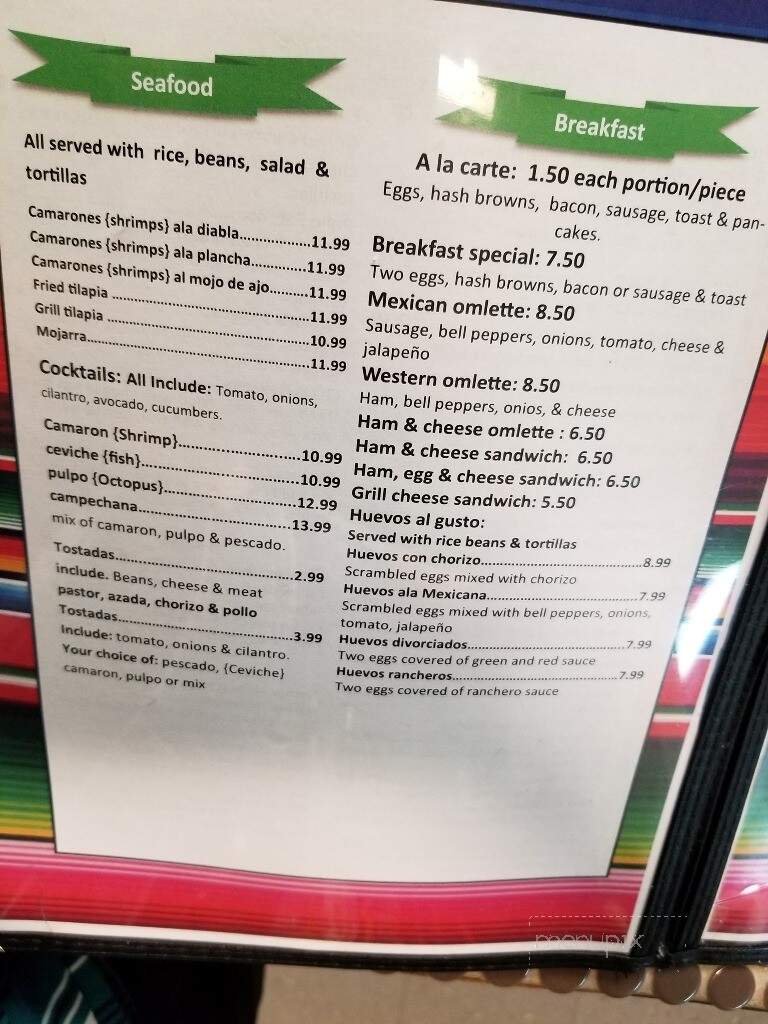 Seafood
All served with rice, beans, salad &
tortillas
Camarones {shrimps} ala diabla..................11.99
Camarones {shrimps} ala plancha..............11.99
Camarones {shrimps} al mojo de ajo..........11.99
Fried tilapia ..................................................11.99
Grill tilapia ...................................................10.99
Mojarra.........................................................11.99
Cocktails: All Include: Tomato, onions,
cilantro, avocado, cucumbers.
Camaron {Shrimp}...........................10.99
ceviche {fish}...................................10.99
pulpo {Octopus}...............................12.99
campechana.....................................13.99
mix of camaron, pulpo & pescado.
Tostadas...........................................2.99
include. Beans, cheese & meat
pastor, azada, chorizo & pollo
Tostadas...........................................3.99
Include: tomato, onions & cilantro.
Your choice of: pescado, {Ceviche}
camaron, pulpo or mix
Breakfast
A la carte: 1.50 each portion/piece
Eggs, hash browns, bacon, sausage, toast & pan-
cakes.
Breakfast special: 7.50
Two eggs, hash browns, bacon or sausage & toast
Mexican omlette: 8.50
Sausage, bell peppers, onions, tomato, cheese &
jalapeño
Western omlette: 8.50
Ham, bell peppers, onios, & cheese
Ham & cheese omlette : 6.50
Ham & cheese sandwich: 6.50
Ham, egg & cheese sandwich: 6.50
Grill cheese sandwich: 5.50
Huevos al gusto:
Served with rice beans & tortillas
Huevos con chorizo..........................................8.99
Scrambled eggs mixed with chorizo
Huevos ala Mexicana........................................7.99
Scrambled eggs mixed with bell peppers, onions,
tomato, jalapeño
Huevos divorciados..........................................7.99
Two eggs covered of green and red sauce
Huevos rancheros............................................7.99
Two eggs covered of ranchero sauce
menupix